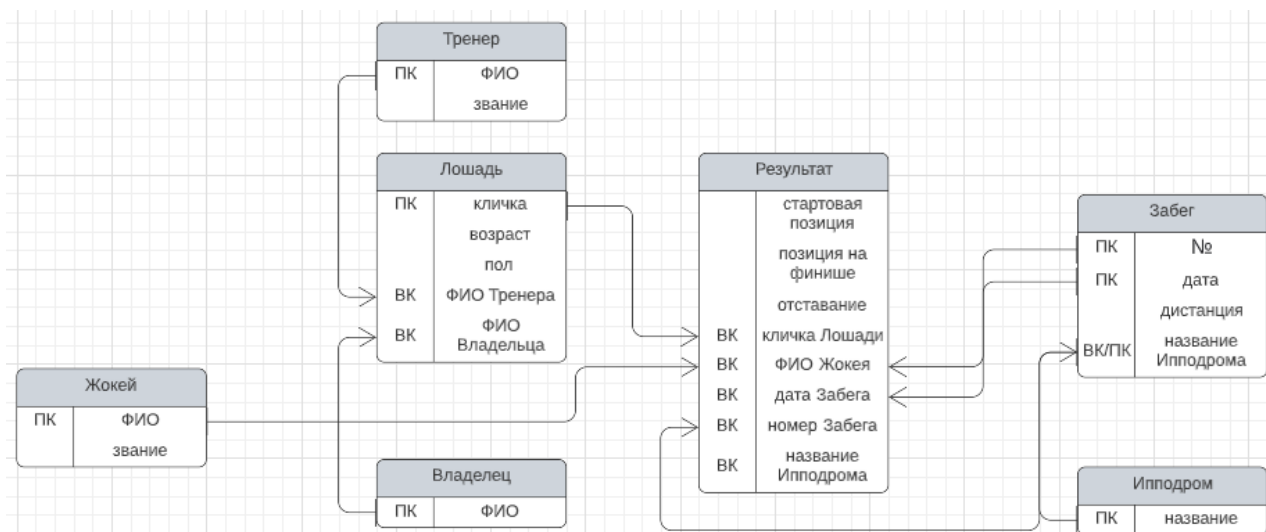 Тренер
ПК ФИО
звание
Лошадь
ПК кличка
возраст
пол
ВК ФИО Тренера
ВК ФИО
Владельца
Жокей
ПК ФИО
звание
Владелец
ПК ФИО
Результат
стартовая
позиция
позиция на
финише
отставание
ВК кличка Лошади
ВК ФИО Жокея
ВК дата Забега
ВК номер Забега
ВК название
Ипподрома
Забег
ПК №
ПК дата
дистанция
ВК/ПК название
Ипподрома
Ипподром
ПК название